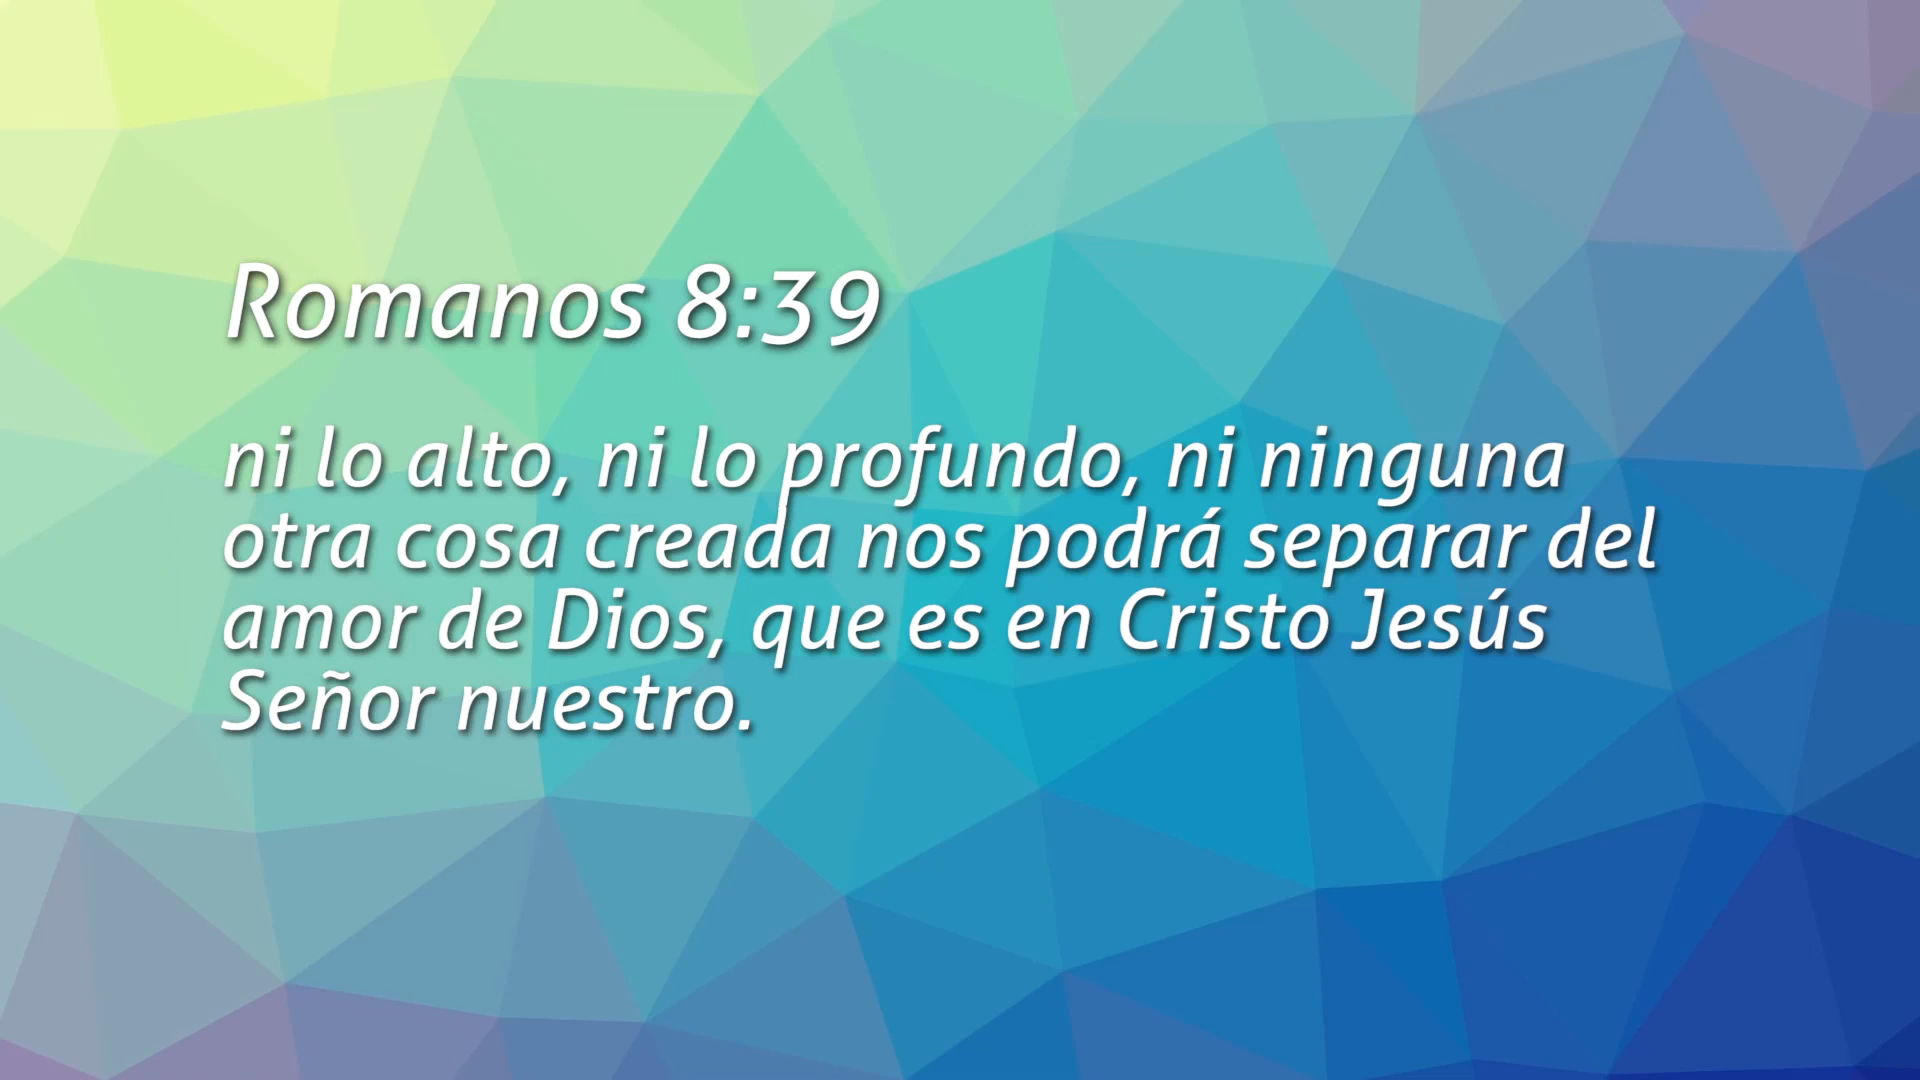 Romanos 8:39
ni lo alto, ni lo profundo, ni ninguna
otra cosa creada nos podrá separar del
amor de Dios, que es en Cristo Jesús
Señor nuestro.